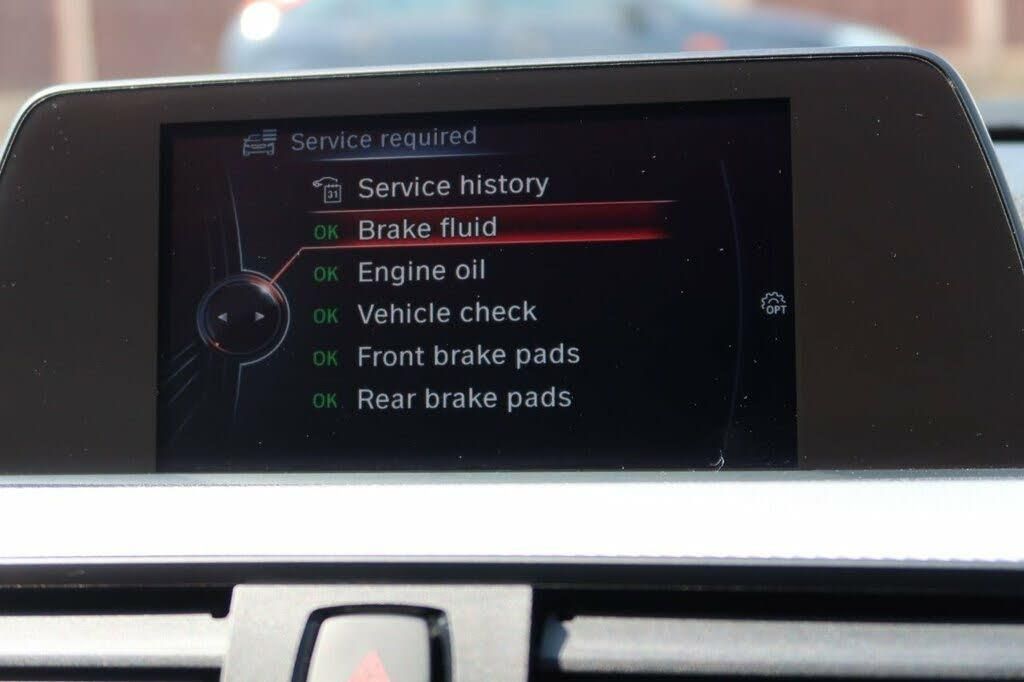 Service required
31 Service history
OK Brake fluid
OK Engine oil
OK Vehicle check
OK Front brake pads
OK Rear brake pads
OPT